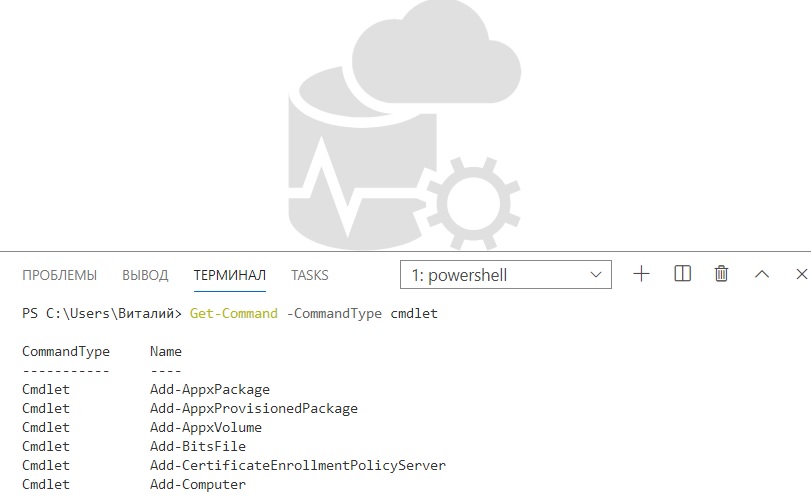 ПРОБЛЕМЫ ВЫВОД ТЕРМИНАЛ TASKS 1: powershell
PS C:\Users\Виталий> Get-Command -CommandType cmdlet
CommandType Name
----------- ----
Cmdlet Add-AppxPackage
Cmdlet Add-AppxProvisionedPackage
Cmdlet Add-AppxVolume
Cmdlet Add-BitsFile
Cmdlet Add-CertificateEnrollmentPolicyServer
Cmdlet Add-Computer